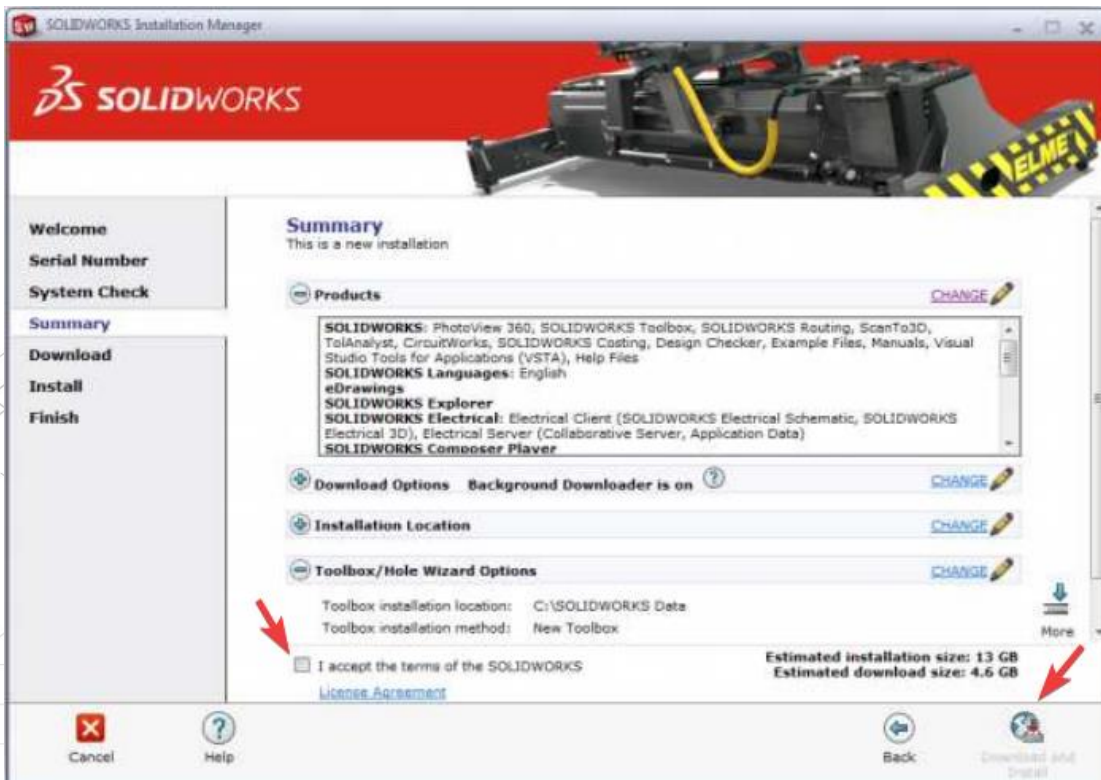 SOLIDWORKS Installation Manager
3S SOLIDWORKS
ELME
Welcome
Serial Number
System Check
Summary
Download
Install
Finish
Summary
This is a new installation
Products CHANGE
SOLIDWORKS: PhotoView 360, SOLIDWORKS Toolbox, SOLIDWORKS Routing, ScanTo3D,
TolAnalyst, CircuitWorks, SOLIDWORKS Costing, Design Checker, Example Files, Manuals, Visual
Studio Tools for Applications (VSTA), Help Files
SOLIDWORKS Languages: English
eDrawings
SOLIDWORKS Explorer
SOLIDWORKS Electrical: Electrical Client (SOLIDWORKS Electrical Schematic, SOLIDWORKS
Electrical 3D), Electrical Server (Collaborative Server, Application Data)
SOLIDWORKS Composer Player
Download Options Background Downloader is on ? CHANGE
Installation Location CHANGE
Toolbox/Hole Wizard Options CHANGE
Toolbox installation location: C:\SOLIDWORKS Data
Toolbox installation method: New Toolbox
More
I accept the terms of the SOLIDWORKS
License Agreement
Estimated installation size: 13 GB
Estimated download size: 4.6 GB
Cancel
Help
Back
Download and
Install